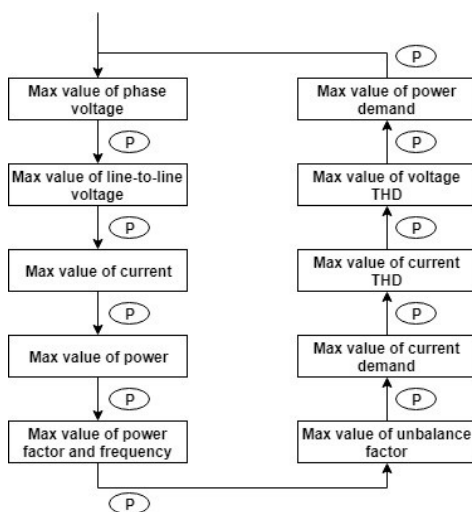 P
Max value of phase
voltage
Max value of power
demand
P
P
Max value of line-to-line
voltage
Max value of voltage
THD
P
P
Max value of current
Max value of current
THD
P
P
Max value of power
Max value of current
demand
P
P
Max value of power
factor and frequency
Max value of unbalance
factor
P